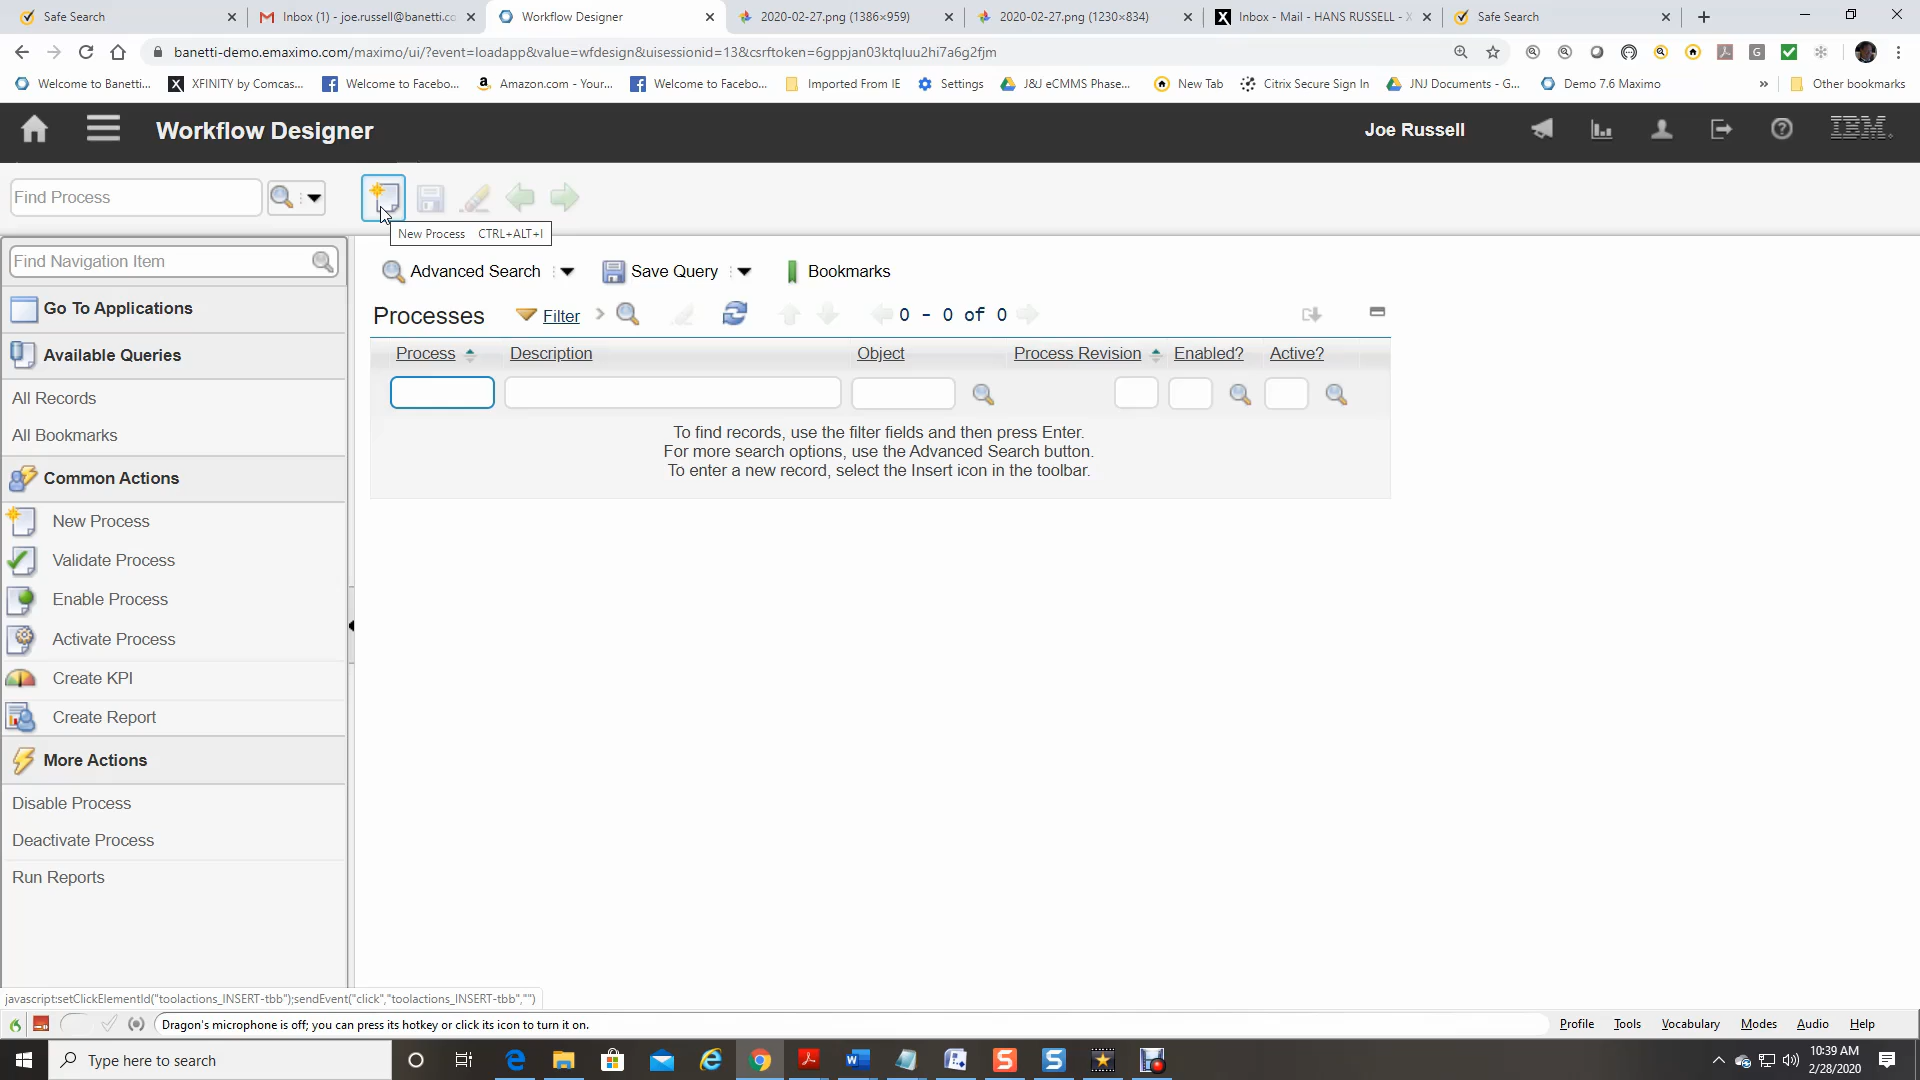 Safe Search
Inbox (1) - joe.russell@banetti.cc
Workflow Designer
2020-02-27.png (1386×959)
2020-02-27.png (1230×834)
Inbox - Mail - HANS RUSSELL - X
Safe Search
banetti-demo.emaximo.com/maximo/ui/?event=loadapp&value=wfdesign&uisessionid=13&csrftoken=6gppjan03ktqluu2hi7a6g2fjm
Welcome to Banetti...
XFINITY by Comcas...
Welcome to Facebo...
Amazon.com - Your...
Welcome to Facebo...
Imported From IE
Settings
J&J eCMMS Phase...
New Tab
Citrix Secure Sign In
JNJ Documents - G...
Demo 7.6 Maximo
»
Other bookmarks
Workflow Designer
Joe Russell
IBM
Find Process
New Process CTRL+ALT+I
Find Navigation Item
Go To Applications
Available Queries
All Records
All Bookmarks
Common Actions
New Process
Validate Process
Enable Process
Activate Process
Create KPI
Create Report
More Actions
Disable Process
Deactivate Process
Run Reports
Advanced Search
Save Query
Bookmarks
Processes
Filter
0 - 0 of 0
Process
Description
Object
Process Revision
Enabled?
Active?
To find records, use the filter fields and then press Enter.
For more search options, use the Advanced Search button.
To enter a new record, select the Insert icon in the toolbar.
javascript:setClickElementId("toolactions_INSERT-tbb");sendEvent("click","toolactions_INSERT-tbb","")
Dragon's microphone is off; you can press its hotkey or click its icon to turn it on.
Profile
Tools
Vocabulary
Modes
Audio
Help
Type here to search
10:39 AM
2/28/2020